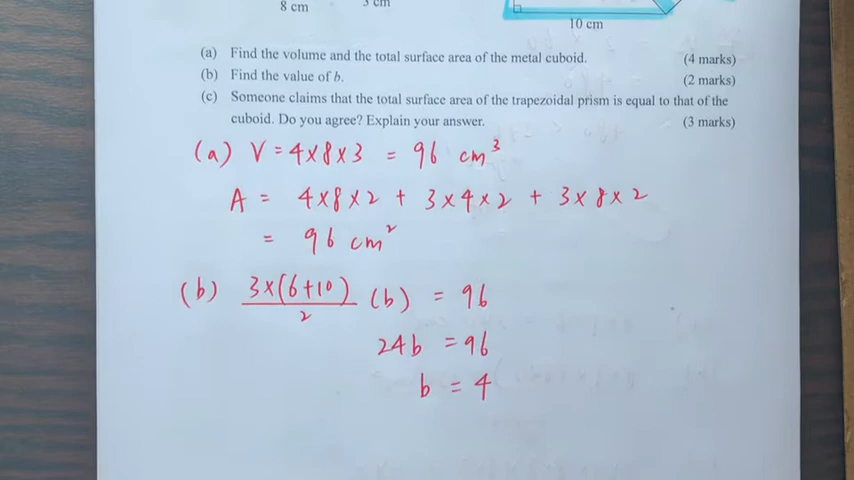 8 cm
3 cm
10 cm
(a) Find the volume and the total surface area of the metal cuboid. (4 marks)
(b) Find the value of b. (2 marks)
(c) Someone claims that the total surface area of the trapezoidal prism is equal to that of the
cuboid. Do you agree? Explain your answer. (3 marks)
(a) V = 4×8×3 = 96 cm³
A = 4×8×2 + 3×4×2 + 3×8×2
= 96 cm²
(b) 3×(6+10)/2 (b) = 96
24b = 96
b = 4